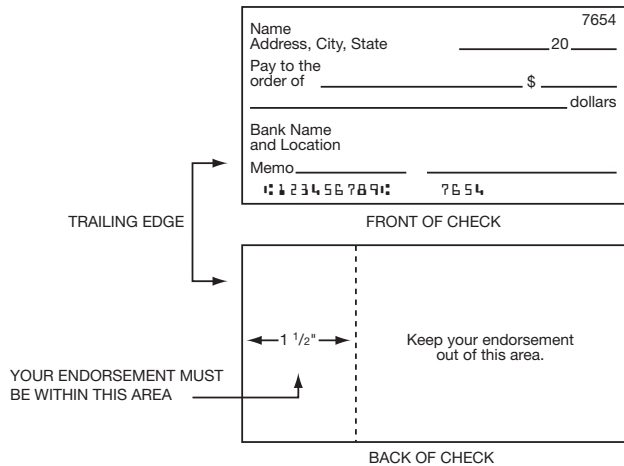 7654
Name
Address, City, State 20
Pay to the
order of $
dollars
Bank Name
and Location
Memo
⑆123456789⑆ 7654
FRONT OF CHECK
TRAILING EDGE
1 1/2"
Keep your endorsement
out of this area.
YOUR ENDORSEMENT MUST
BE WITHIN THIS AREA
BACK OF CHECK